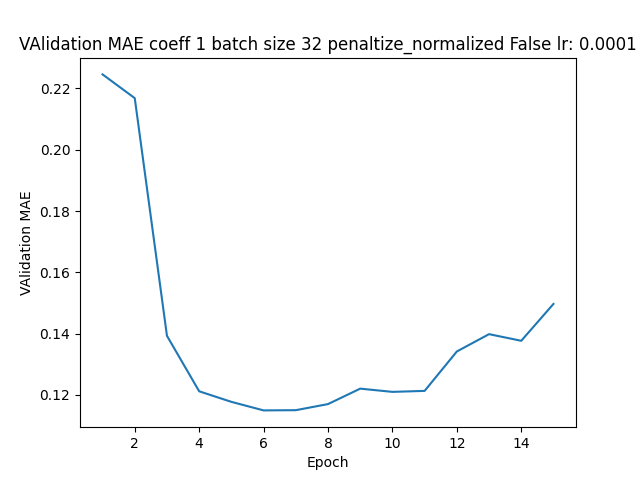 VAlidation MAE coeff 1 batch size 32 penaltize_normalized False lr: 0.0001
0.22
0.20
0.18
0.16
0.14
0.12
VAlidation MAE
2 4 6 8 10 12 14
Epoch